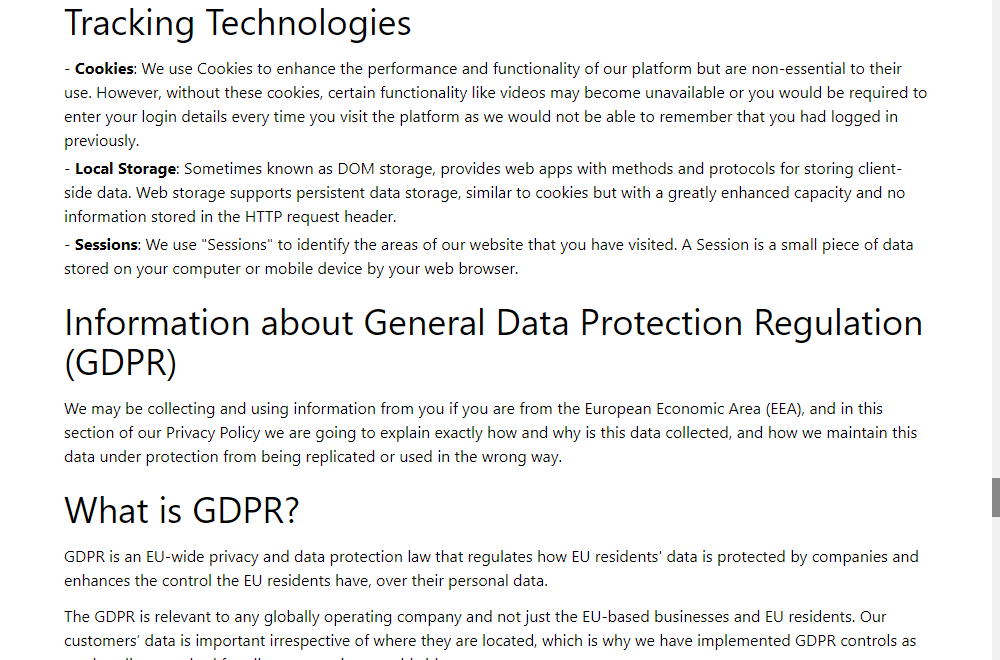 Tracking Technologies
- Cookies: We use Cookies to enhance the performance and functionality of our platform but are non-essential to their
use. However, without these cookies, certain functionality like videos may become unavailable or you would be required to
enter your login details every time you visit the platform as we would not be able to remember that you had logged in
previously.
- Local Storage: Sometimes known as DOM storage, provides web apps with methods and protocols for storing client-
side data. Web storage supports persistent data storage, similar to cookies but with a greatly enhanced capacity and no
information stored in the HTTP request header.
- Sessions: We use "Sessions" to identify the areas of our website that you have visited. A Session is a small piece of data
stored on your computer or mobile device by your web browser.
Information about General Data Protection Regulation
(GDPR)
We may be collecting and using information from you if you are from the European Economic Area (EEA), and in this
section of our Privacy Policy we are going to explain exactly how and why is this data collected, and how we maintain this
data under protection from being replicated or used in the wrong way.
What is GDPR?
GDPR is an EU-wide privacy and data protection law that regulates how EU residents' data is protected by companies and
enhances the control the EU residents have, over their personal data.
The GDPR is relevant to any globally operating company and not just the EU-based businesses and EU residents. Our
customers’ data is important irrespective of where they are located, which is why we have implemented GDPR controls as